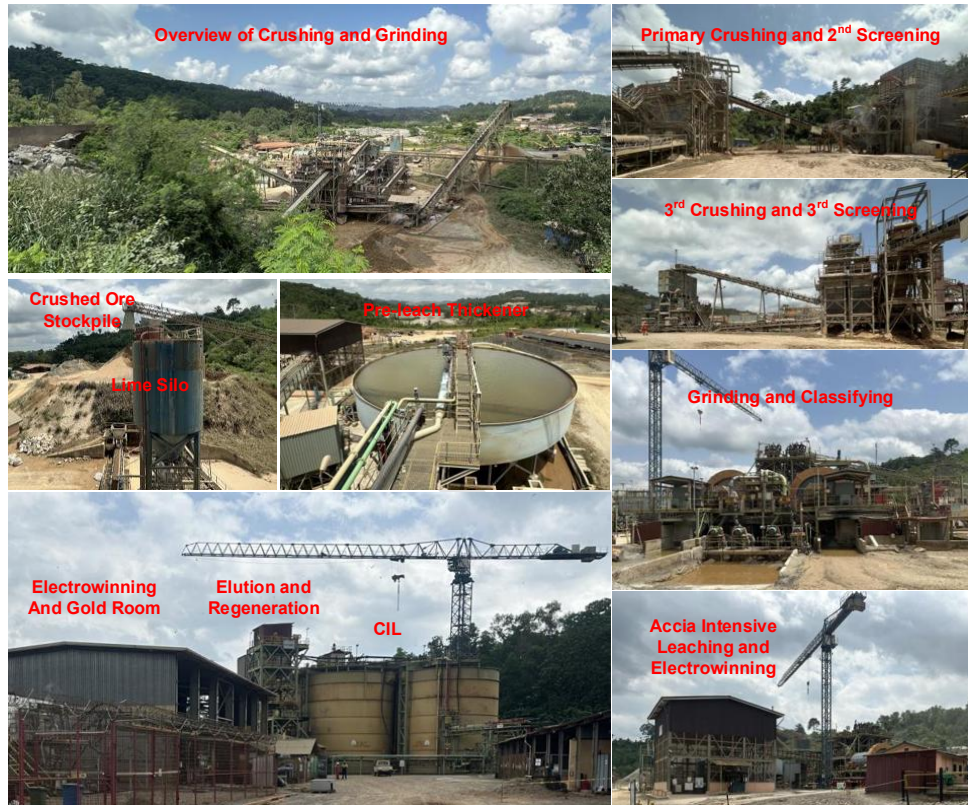 Overview of Crushing and Grinding
Primary Crushing and 2nd Screening
3rd Crushing and 3rd Screening
Crushed Ore
Stockpile
Lime Silo
Pre-leach Thickener
Grinding and Classifying
Electrowinning
And Gold Room
Elution and
Regeneration
CIL
Accia Intensive
Leaching and
Electrowinning